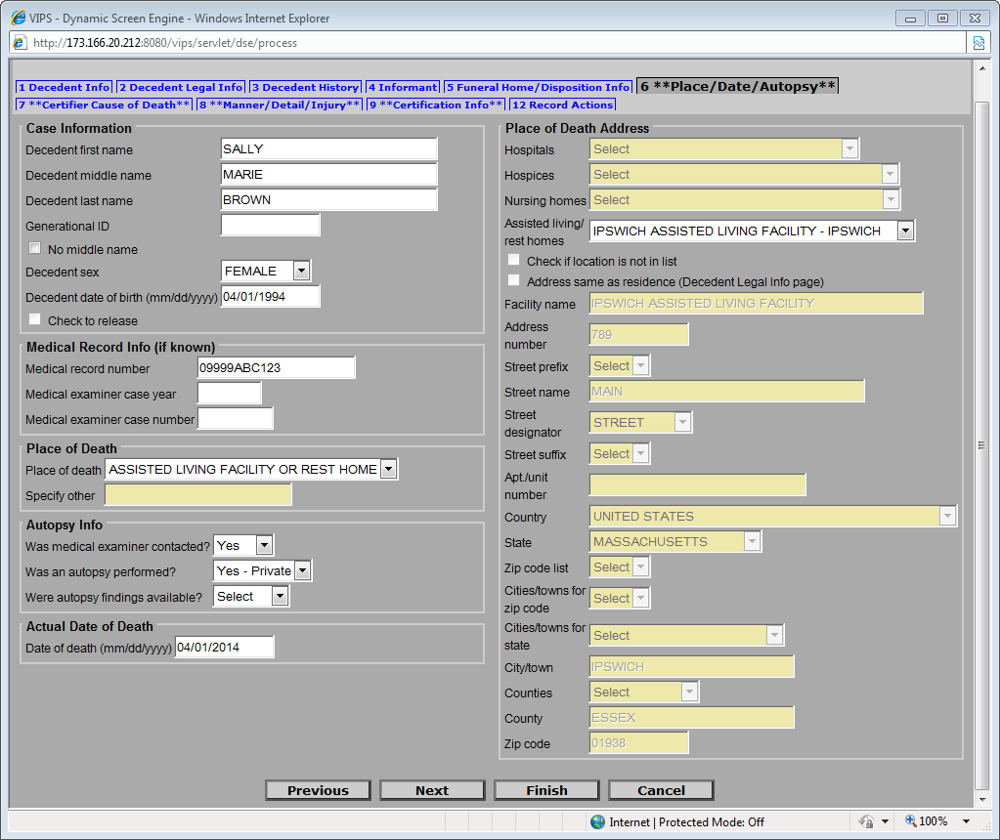 VIPS - Dynamic Screen Engine - Windows Internet Explorer
http://173.166.20.212:8080/vips/servlet/dse/process
1 Decedent Info 2 Decedent Legal Info 3 Decedent History 4 Informant 5 Funeral Home/Disposition Info 6 **Place/Date/Autopsy**
7 **Certifier Cause of Death** 8 **Manner/Detail/Injury** 9 **Certification Info** 12 Record Actions
Case Information
Decedent first name SALLY
Decedent middle name MARIE
Decedent last name BROWN
Generational ID
No middle name
Decedent sex FEMALE
Decedent date of birth (mm/dd/yyyy) 04/01/1994
Check to release
Medical Record Info (if known)
Medical record number 09999ABC123
Medical examiner case year
Medical examiner case number
Place of Death
Place of death ASSISTED LIVING FACILITY OR REST HOME
Specify other
Autopsy Info
Was medical examiner contacted? Yes
Was an autopsy performed? Yes - Private
Were autopsy findings available? Select
Actual Date of Death
Date of death (mm/dd/yyyy) 04/01/2014
Place of Death Address
Hospitals Select
Hospices Select
Nursing homes Select
Assisted living/
rest homes IPSWICH ASSISTED LIVING FACILITY - IPSWICH
Check if location is not in list
Address same as residence (Decedent Legal Info page)
Facility name IPSWICH ASSISTED LIVING FACILITY
Address
number 789
Street prefix Select
Street name MAIN
Street
designator STREET
Street suffix Select
Apt./unit
number
Country UNITED STATES
State MASSACHUSETTS
Zip code list Select
Cities/towns for
zip code Select
Cities/towns for
state Select
City/town IPSWICH
Counties Select
County ESSEX
Zip code 01938
Previous Next Finish Cancel
Internet | Protected Mode: Off 100%